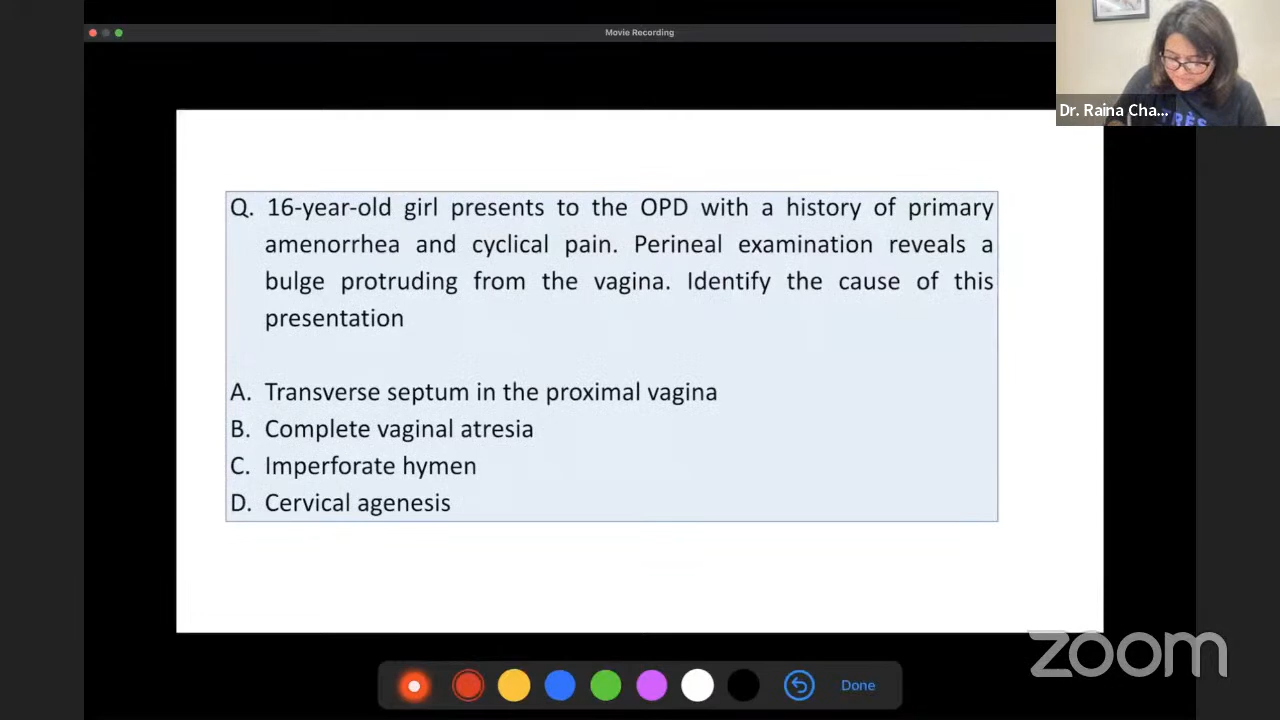 Movie Recording
Dr. Raina Cha...
Q. 16-year-old girl presents to the OPD with a history of primary
amenorrhea and cyclical pain. Perineal examination reveals a
bulge protruding from the vagina. Identify the cause of this
presentation
A. Transverse septum in the proximal vagina
B. Complete vaginal atresia
C. Imperforate hymen
D. Cervical agenesis
zoom
Done